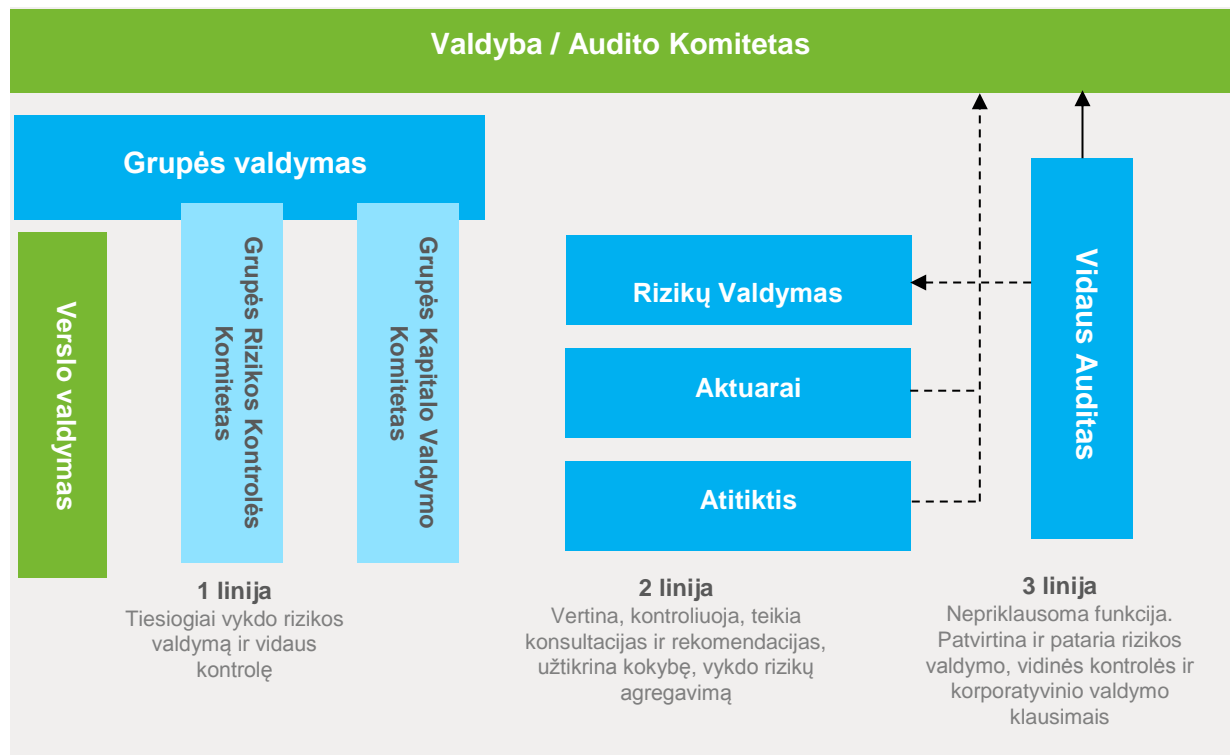 Valdyba / Audito Komitetas
Grupės valdymas
Verslo valdymas
Grupės Rizikos Kontrolės
Komitetas
Grupės Kapitalo Valdymo
Komitetas
Rizikų Valdymas
Aktuarai
Atitiktis
Vidaus Auditas
1 linija
Tiesiogiai vykdo rizikos
valdymą ir vidaus
kontrolę
2 linija
Vertina, kontroliuoja, teikia
konsultacijas ir rekomendacijas,
užtikrina kokybę, vykdo rizikų
agregavimą
3 linija
Nepriklausoma funkcija.
Patvirtina ir pataria rizikos
valdymo, vidinės kontrolės ir
korporatyvinio valdymo
klausimais